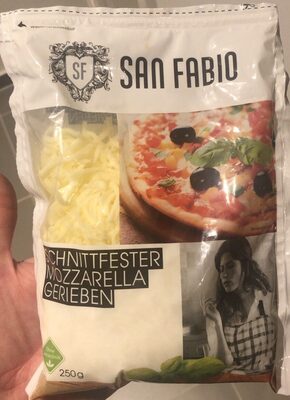 SF
SAN FABIO
SCHNITTFESTER
MOZZARELLA
GERIEBEN
250g